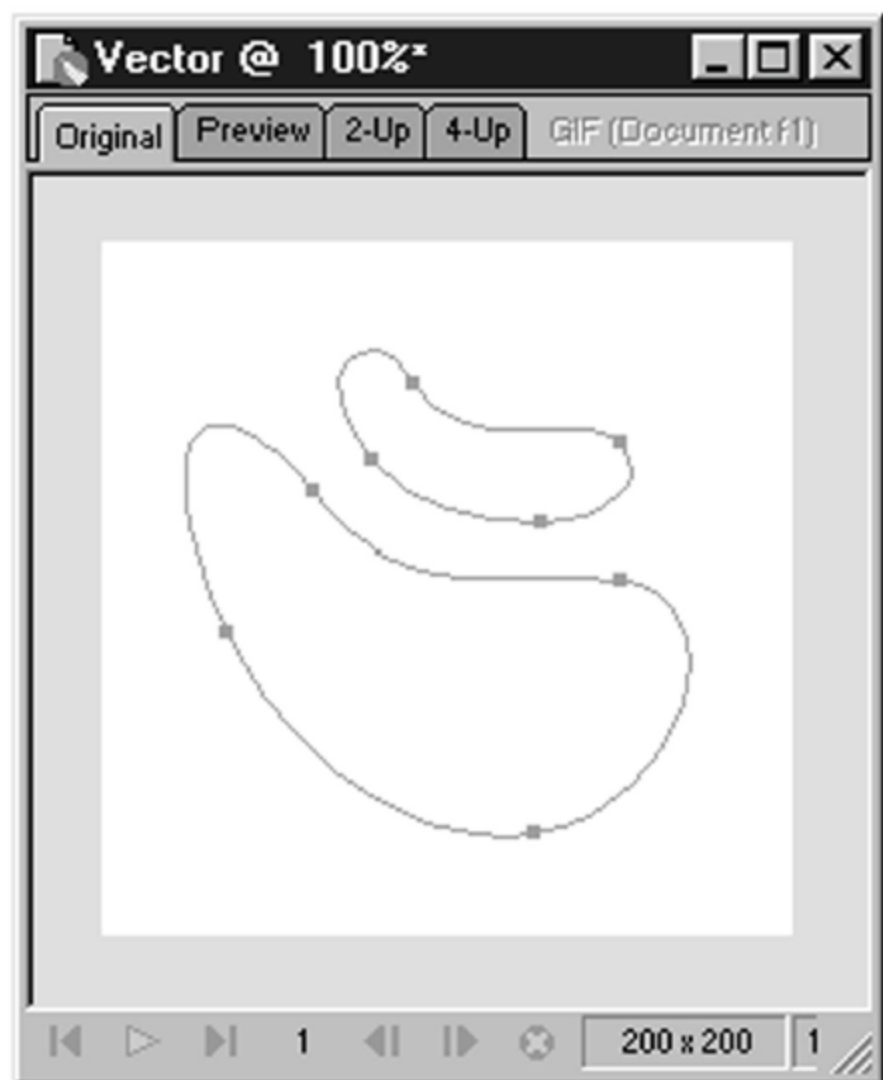 Vector @ 100%*
Original Preview 2-Up 4-Up GIF (Document f1)
1 200 x 200 1